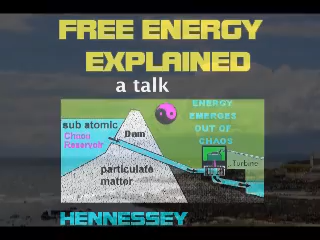 FREE ENERGY
EXPLAINED
a talk
ENERGY
EMERGES
OUT OF
CHAOS
sub atomic
Chaos
Reservoir
Dam
Turbine
particulate
matter
HENNESSEY